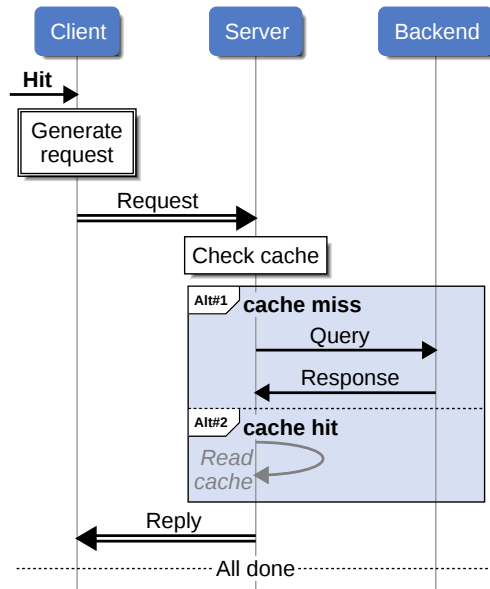 Client Server Backend
Hit
Generate
request
Request
Check cache
Alt#1 cache miss
Query
Response
Alt#2 cache hit
Read
cache
Reply
All done